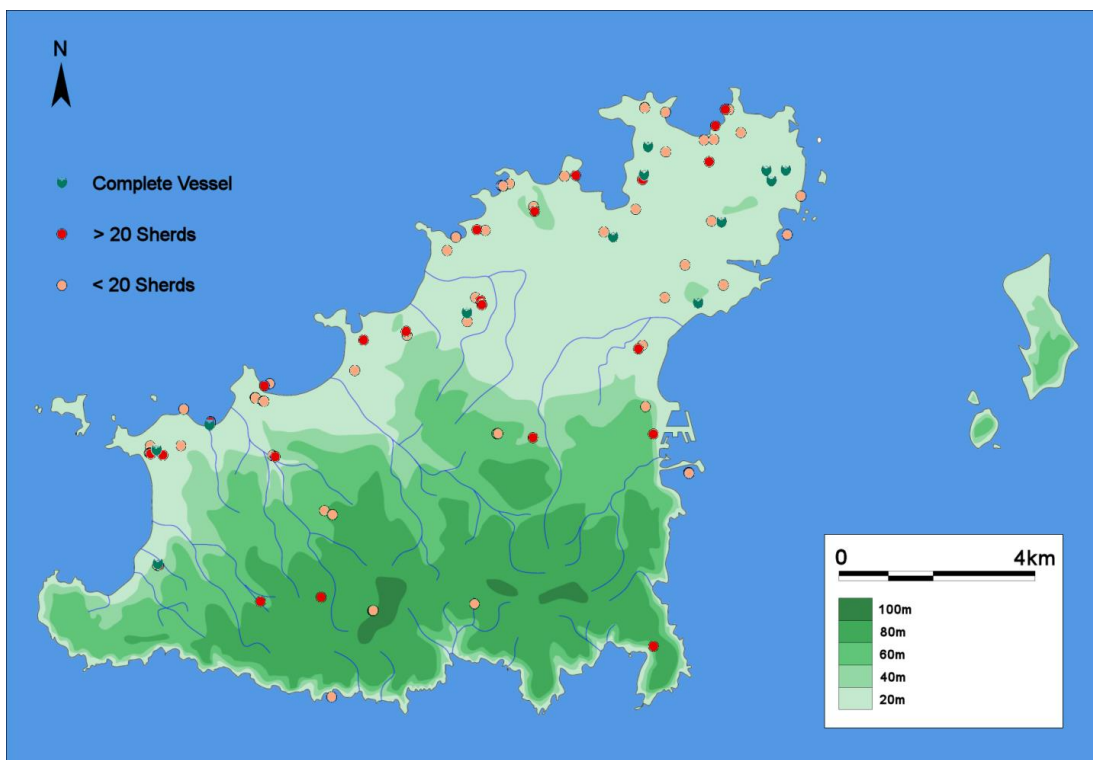 N
Complete Vessel
> 20 Sherds
< 20 Sherds
0 4km
100m
80m
60m
40m
20m